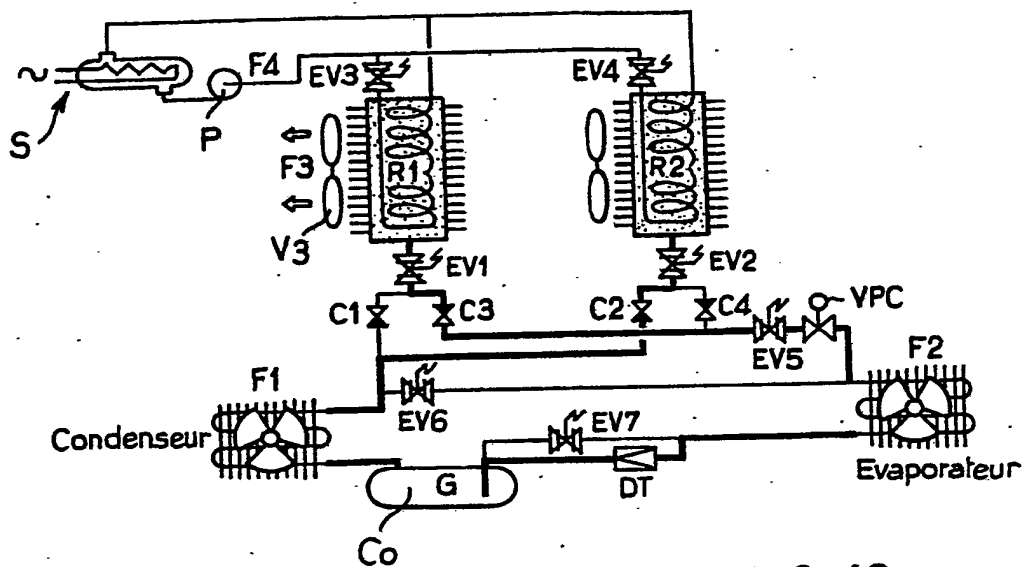 F4
EV3
EV4
S
P
F3
R1
R2
V3
EV1
EV2
C1
C3
C2
C4
VPC
EV5
F1
F2
EV6
Condenseur
EV7
G
DT
Evaporateur
Co